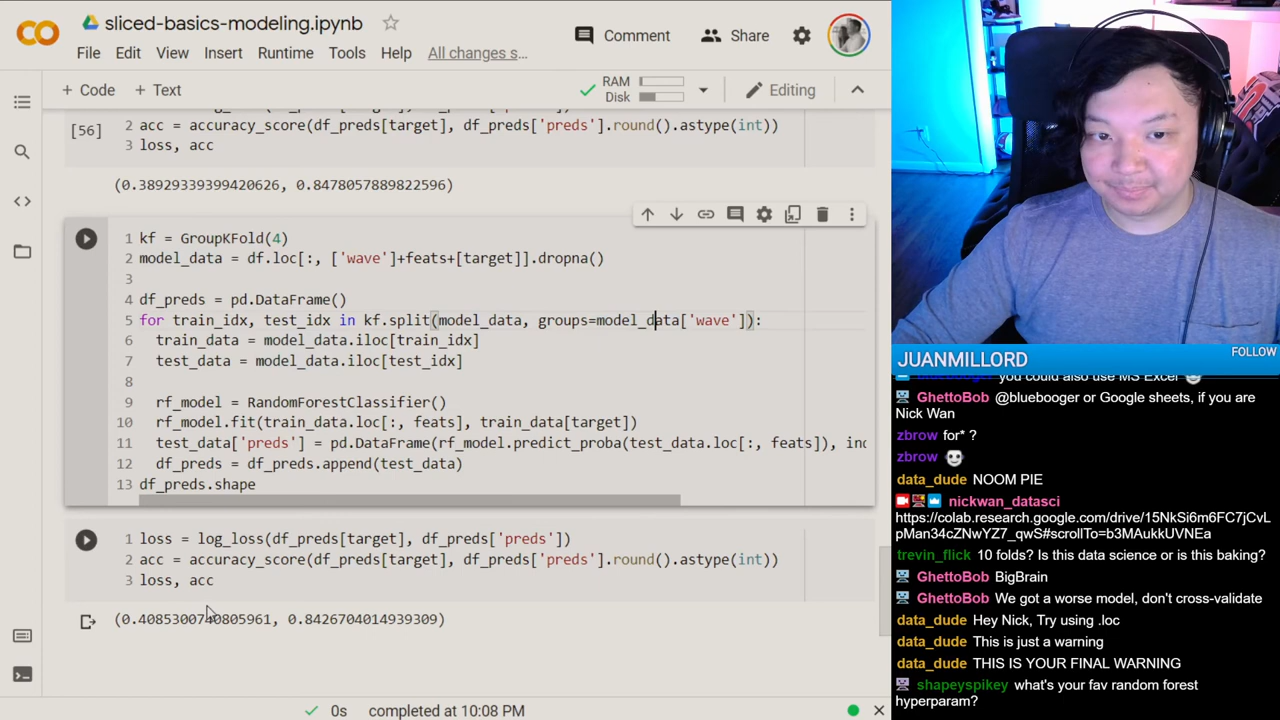 sliced-basics-modeling.ipynb
File Edit View Insert Runtime Tools Help All changes s…
Comment
Share
+ Code + Text
RAM
Disk
Editing
[56]
2 acc = accuracy_score(df_preds[target], df_preds['preds'].round().astype(int))
3 loss, acc
(0.38929339399420626, 0.8478057889822596)
1 kf = GroupKFold(4)
2 model_data = df.loc[:, ['wave']+feats+[target]].dropna()
3
4 df_preds = pd.DataFrame()
5 for train_idx, test_idx in kf.split(model_data, groups=model_data['wave']):
6 train_data = model_data.iloc[train_idx]
7 test_data = model_data.iloc[test_idx]
8
9 rf_model = RandomForestClassifier()
10 rf_model.fit(train_data.loc[:, feats], train_data[target])
11 test_data['preds'] = pd.DataFrame(rf_model.predict_proba(test_data.loc[:, feats]), ind
12 df_preds = df_preds.append(test_data)
13 df_preds.shape
1 loss = log_loss(df_preds[target], df_preds['preds'])
2 acc = accuracy_score(df_preds[target], df_preds['preds'].round().astype(int))
3 loss, acc
0.8426704014939309)
0s completed at 10:08 PM
JUANMILLORD
FOLLOW
you could also use MS Excel
GhettoBob @bluebooger or Google sheets, if you are
Nick Wan
zbrow for* ?
zbrow
data_dude NOOM PIE
nickwan_datasci
https://colab.research.google.com/drive/15NkSi6m6FC7jCvL
pMan34cZNwYZ7_qwS#scrollTo=b3MAukkUVNEa
trevin_flick 10 folds? Is this data science or is this baking?
GhettoBob BigBrain
GhettoBob We got a worse model, don't cross-validate
data_dude Hey Nick, Try using .loc
data_dude This is just a warning
data_dude THIS IS YOUR FINAL WARNING
shapeyspikey what's your fav random forest
hyperparam?